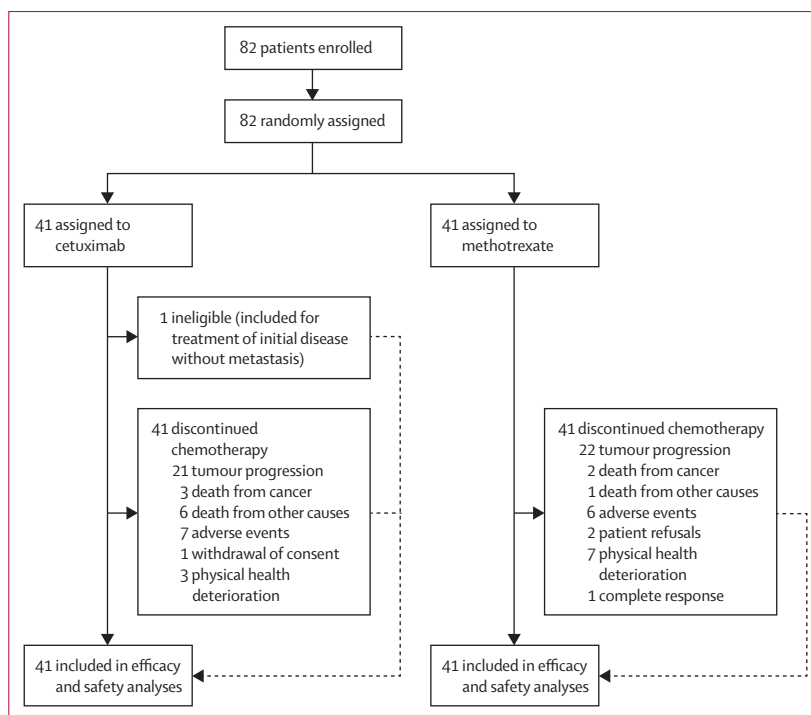 82 patients enrolled
82 randomly assigned
41 assigned to
cetuximab
41 assigned to
methotrexate
1 ineligible (included for
treatment of initial disease
without metastasis)
41 discontinued
chemotherapy
21 tumour progression
3 death from cancer
6 death from other causes
7 adverse events
1 withdrawal of consent
3 physical health
deterioration
41 discontinued chemotherapy
22 tumour progression
2 death from cancer
1 death from other causes
6 adverse events
2 patient refusals
7 physical health
deterioration
1 complete response
41 included in efficacy
and safety analyses
41 included in efficacy
and safety analyses